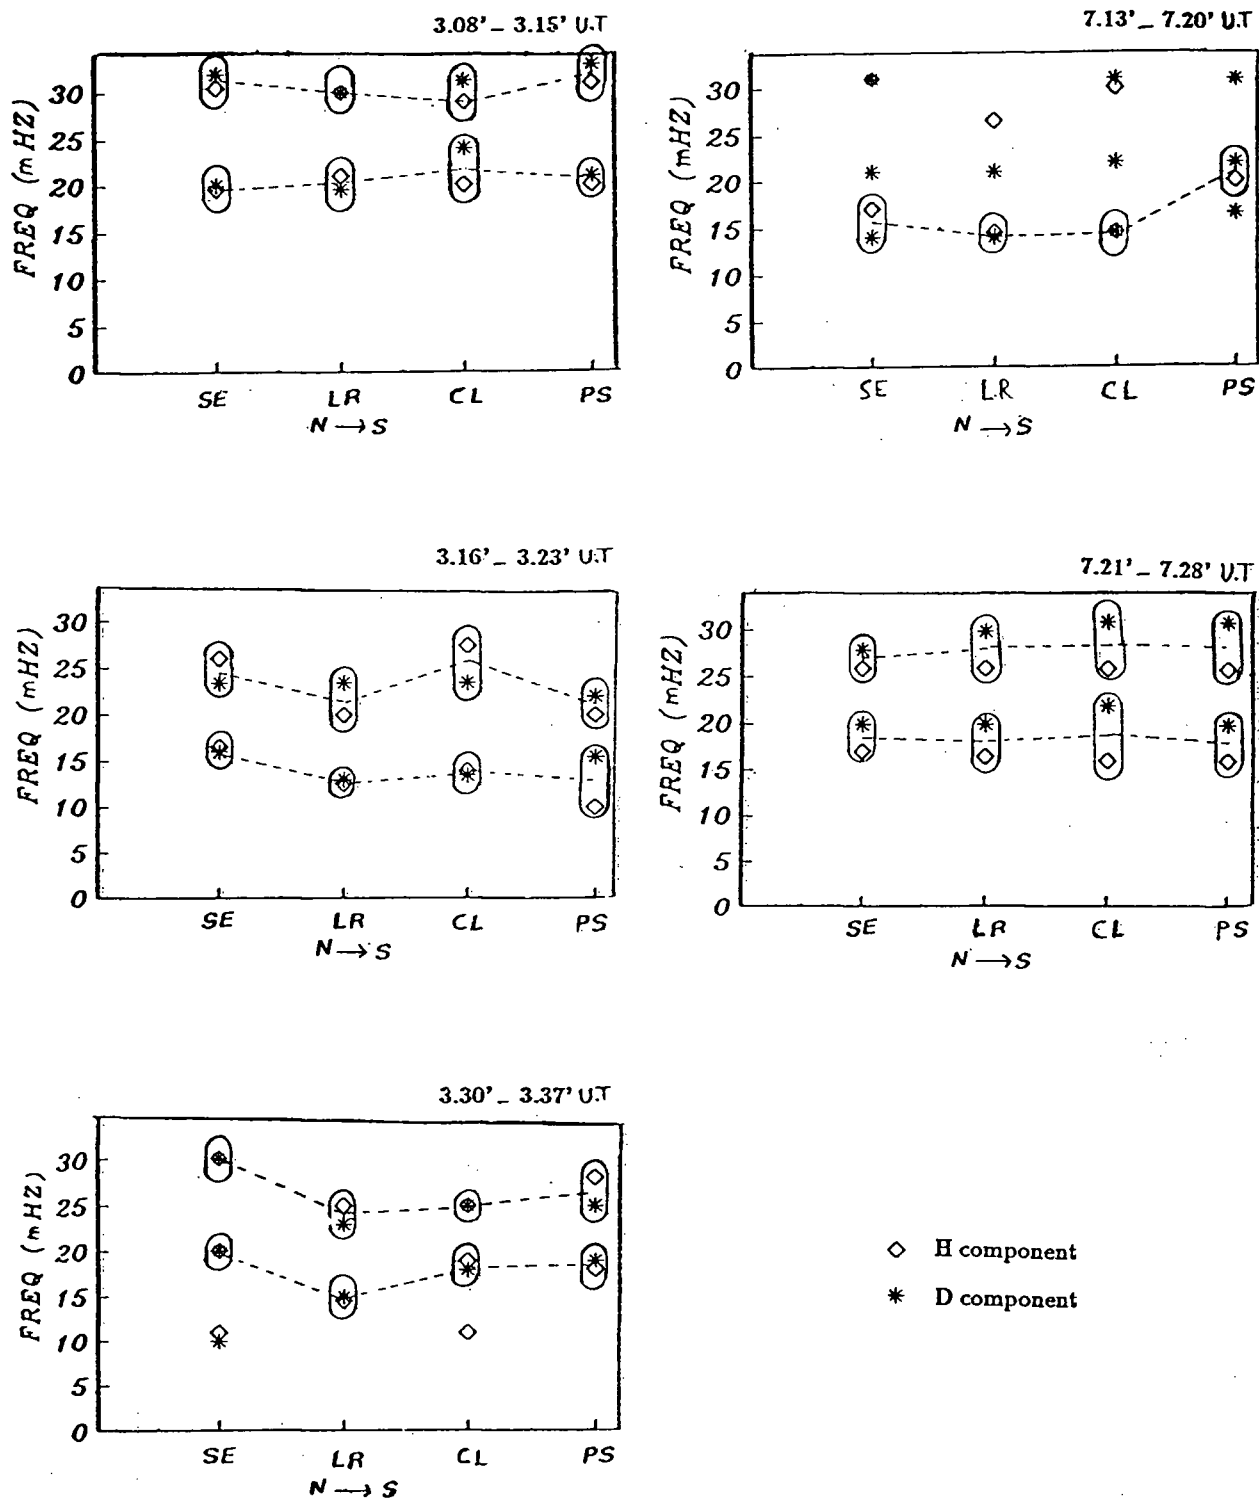 3.08' – 3.15' U.T
FREQ (mHZ)
30
25
20
15
10
5
0
SE LR CL PS
N → S
7.13' – 7.20' U.T
FREQ (mHZ)
30
25
20
15
10
5
0
SE LR CL PS
N → S
3.16' – 3.23' U.T
FREQ (mHZ)
30
25
20
15
10
5
0
SE LR CL PS
N → S
7.21' – 7.28' U.T
FREQ (mHZ)
30
25
20
15
10
5
0
SE LR CL PS
N → S
3.30' – 3.37' U.T
FREQ (mHZ)
30
25
20
15
10
5
0
SE LR CL PS
N → S
H component
D component